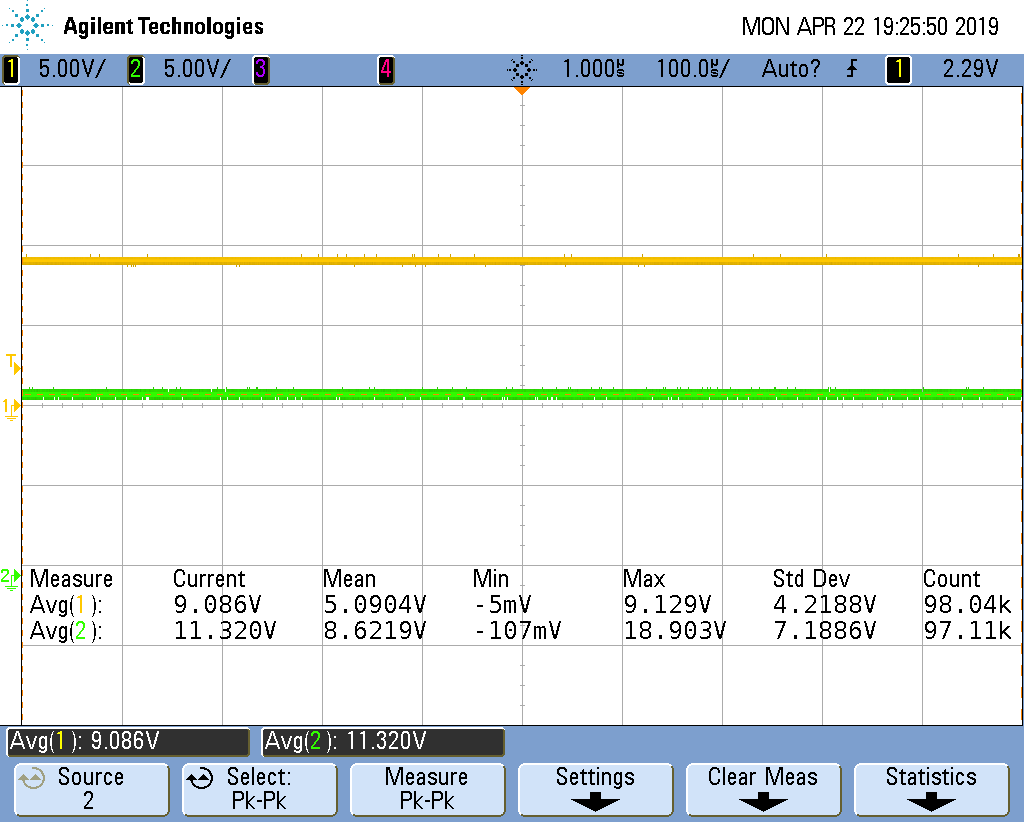 Agilent Technologies MON APR 22 19:25:50 2019
1 5.00V/ 2 5.00V/ 3 4 1.000µs 100.0µs/ Auto? 1 2.29V
T
1
2
Measure Current Mean Min Max Std Dev Count
Avg(1): 9.086V 5.0904V -5mV 9.129V 4.2188V 98.04k
Avg(2): 11.320V 8.6219V -107mV 18.903V 7.1886V 97.11k
Avg(1): 9.086V Avg(2): 11.320V
Source Select: Measure Settings Clear Meas Statistics
2 Pk-Pk Pk-Pk